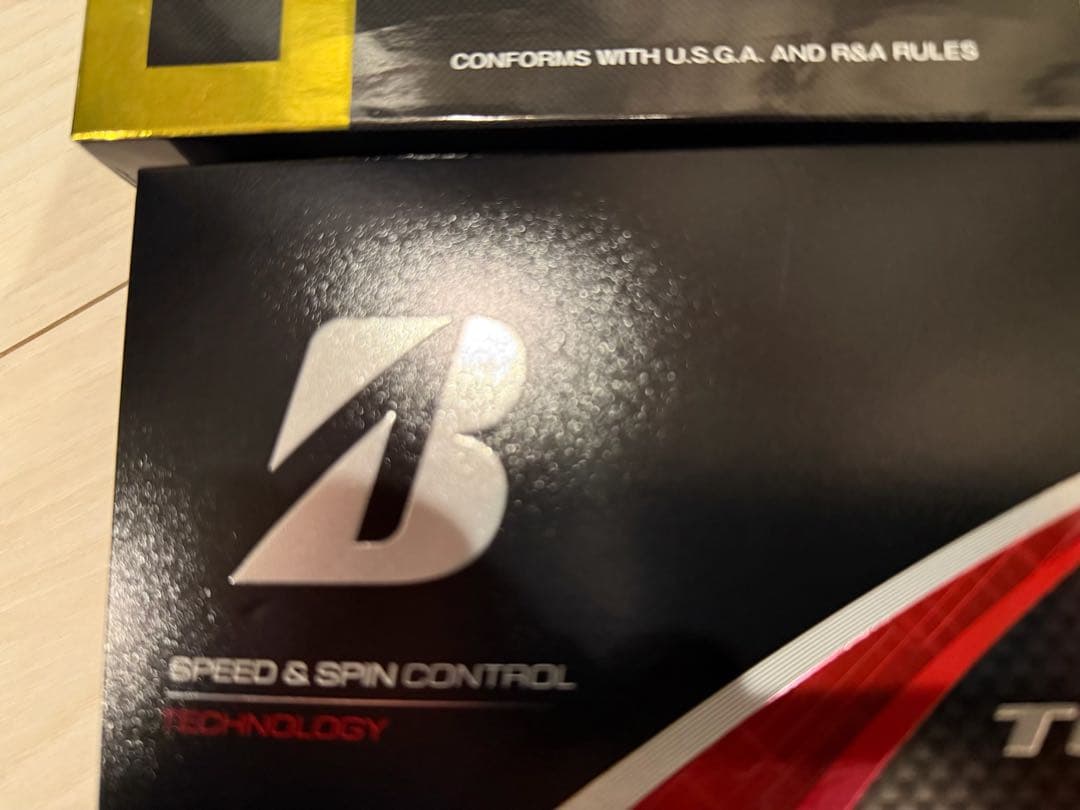 CONFORMS WITH U.S.G.A. AND R&A RULES
B
SPEED & SPIN CONTROL
TECHNOLOGY